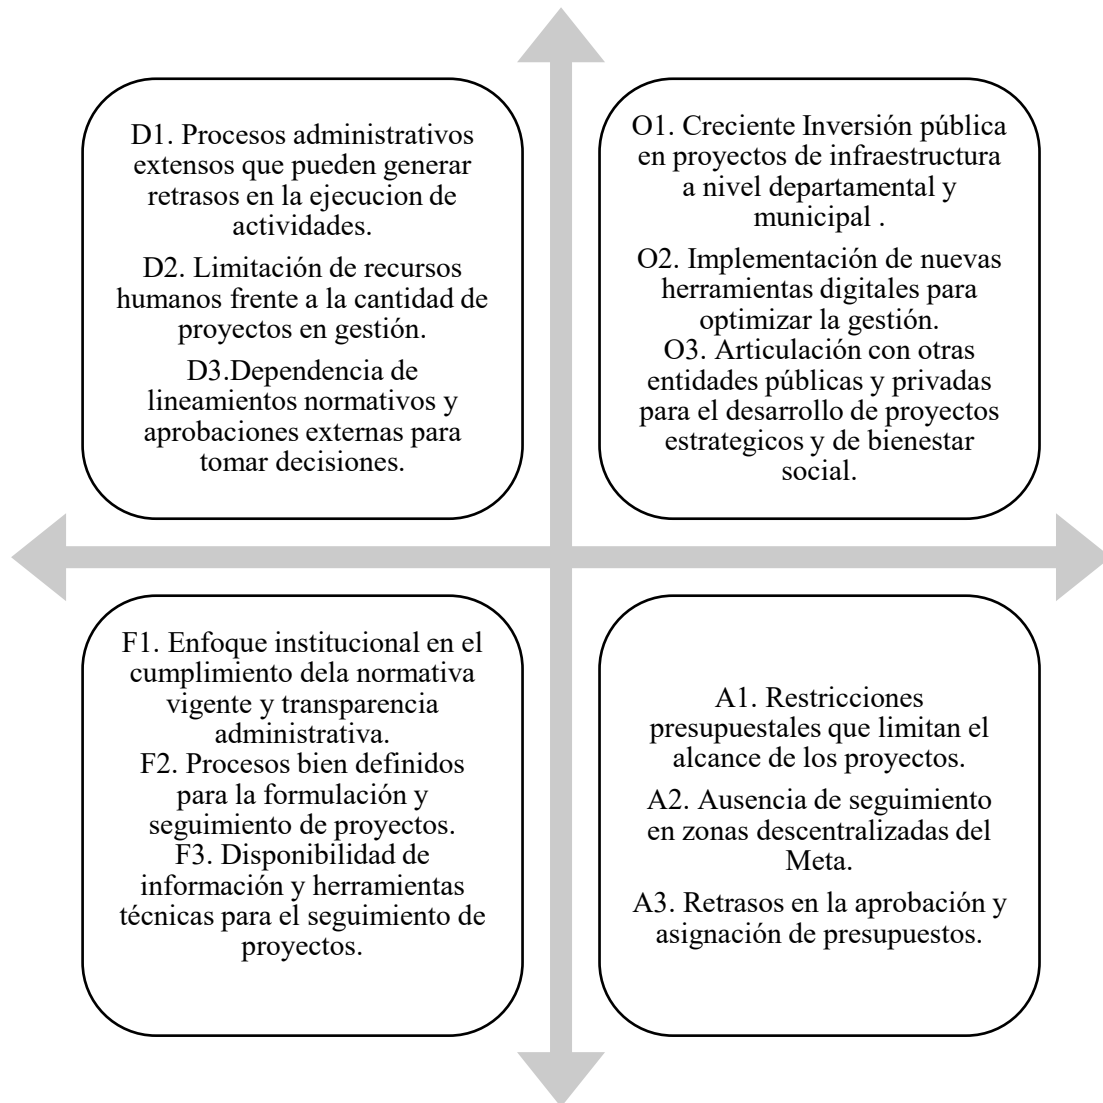 D1. Procesos administrativos
extensos que pueden generar
retrasos en la ejecucion de
actividades.
D2. Limitación de recursos
humanos frente a la cantidad de
proyectos en gestión.
D3.Dependencia de
lineamientos normativos y
aprobaciones externas para
tomar decisiones.
O1. Creciente Inversión pública
en proyectos de infraestructura
a nivel departamental y
municipal .
O2. Implementación de nuevas
herramientas digitales para
optimizar la gestión.
O3. Articulación con otras
entidades públicas y privadas
para el desarrollo de proyectos
estrategicos y de bienestar
social.
F1. Enfoque institucional en el
cumplimiento dela normativa
vigente y transparencia
administrativa.
F2. Procesos bien definidos
para la formulación y
seguimiento de proyectos.
F3. Disponibilidad de
información y herramientas
técnicas para el seguimiento de
proyectos.
A1. Restricciones
presupuestales que limitan el
alcance de los proyectos.
A2. Ausencia de seguimiento
en zonas descentralizadas del
Meta.
A3. Retrasos en la aprobación y
asignación de presupuestos.